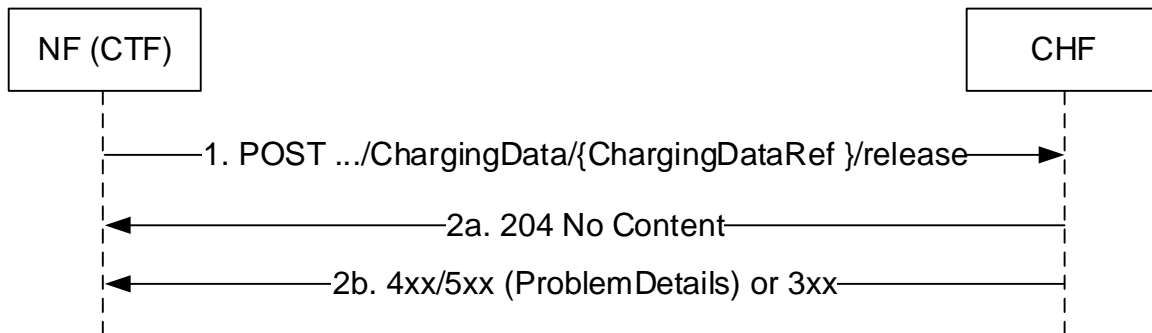 NF (CTF)
CHF
1. POST .../ChargingData/{ChargingDataRef }/release
2a. 204 No Content
2b. 4xx/5xx (ProblemDetails) or 3xx